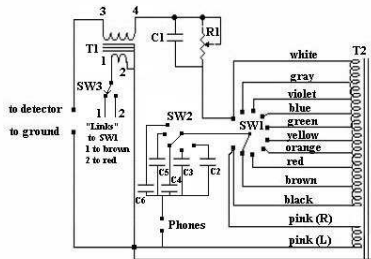 3
4
C1
R1
T1
T2
1
2
SW3
white
gray
violet
blue
green
yellow
orange
red
brown
black
pink (R)
pink (L)
SW1
SW2
to detector
to ground
1 2
"Links"
to SW1
1 to brown
2 to red
C5
C3
C2
C4
C6
Phones